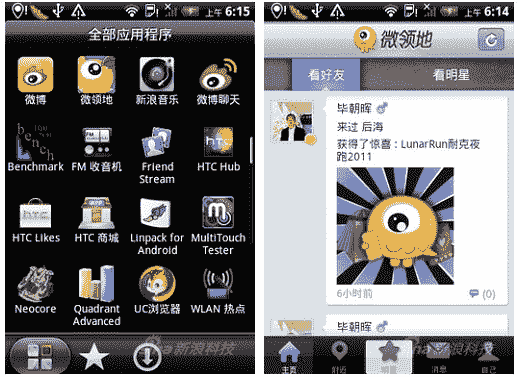 上午 6:15
全部应用程序
微博
微领地
新浪音乐
微博聊天
bench
Benchmark
FM
FM 收音机
Friend Stream
HTC
HTC Hub
htc
HTC Likes
HTC 商城
Linpack for Android
MultiTouch Tester
Neocore
Quadrant Advanced
UC浏览器
WLAN 热点
新浪科技
上午 6:14
微领地
看好友
看明星
毕朝晖
来过 后海
获得了惊喜 : LunarRun耐克夜
跑2011
6小时前
(0)
毕朝晖
主页
附近
消息
自己